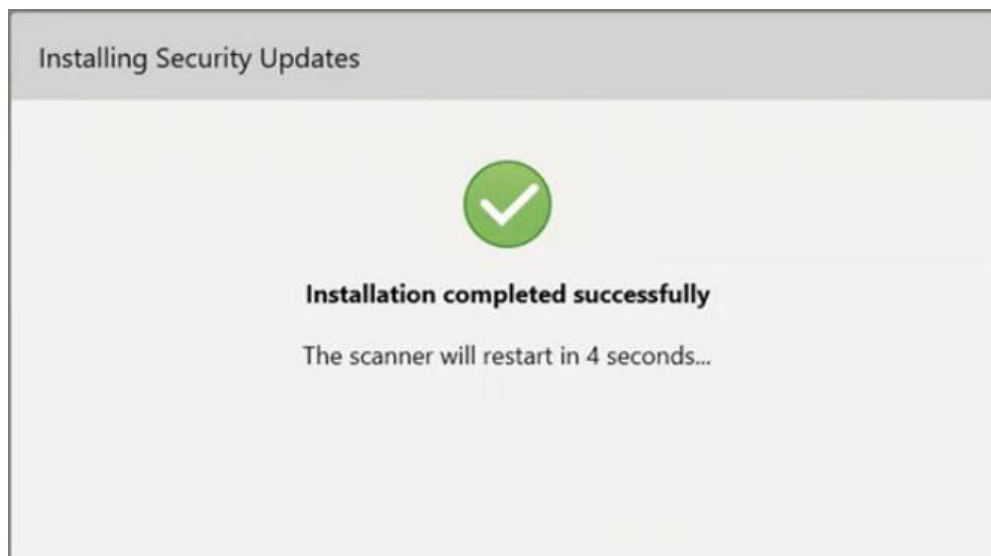 Installing Security Updates
Installation completed successfully
The scanner will restart in 4 seconds...